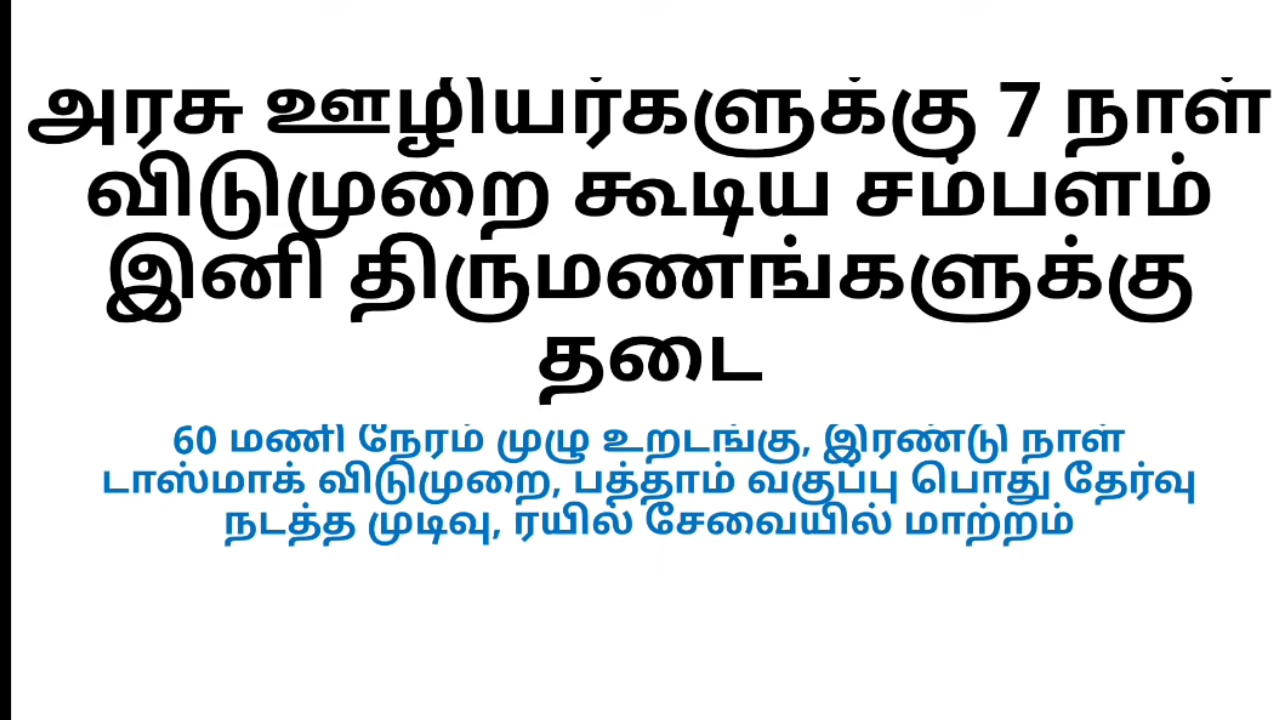 அரசு ஊழியர்களுக்கு 7 நாள்
விடுமுறை கூடிய சம்பளம்
இனி திருமணங்களுக்கு
தடை
60 மணி நேரம் முழு உறடங்கு, இரண்டு நாள்
டாஸ்மாக் விடுமுறை, பத்தாம் வகுப்பு பொது தேர்வு
நடத்த முடிவு, ரயில் சேவையில் மாற்றம்